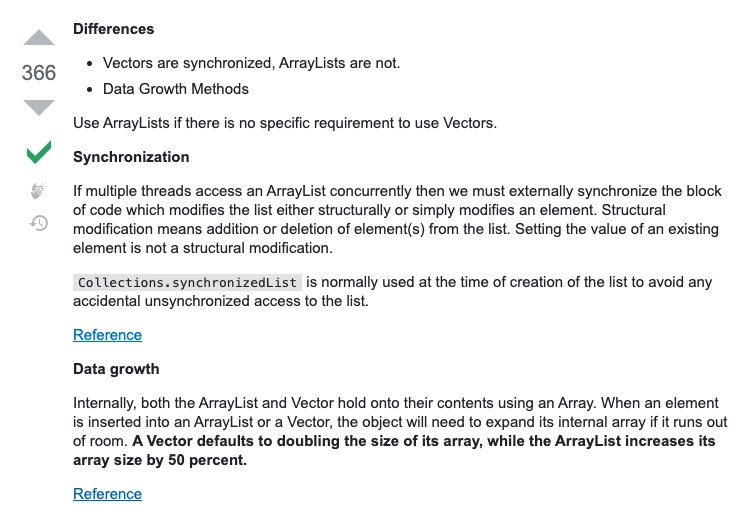 Differences
366
• Vectors are synchronized, ArrayLists are not.
• Data Growth Methods
Use ArrayLists if there is no specific requirement to use Vectors.
Synchronization
If multiple threads access an ArrayList concurrently then we must externally synchronize the block
of code which modifies the list either structurally or simply modifies an element. Structural
modification means addition or deletion of element(s) from the list. Setting the value of an existing
element is not a structural modification.
Collections.synchronizedList is normally used at the time of creation of the list to avoid any
accidental unsynchronized access to the list.
Reference
Data growth
Internally, both the ArrayList and Vector hold onto their contents using an Array. When an element
is inserted into an ArrayList or a Vector, the object will need to expand its internal array if it runs out
of room. A Vector defaults to doubling the size of its array, while the ArrayList increases its
array size by 50 percent.
Reference